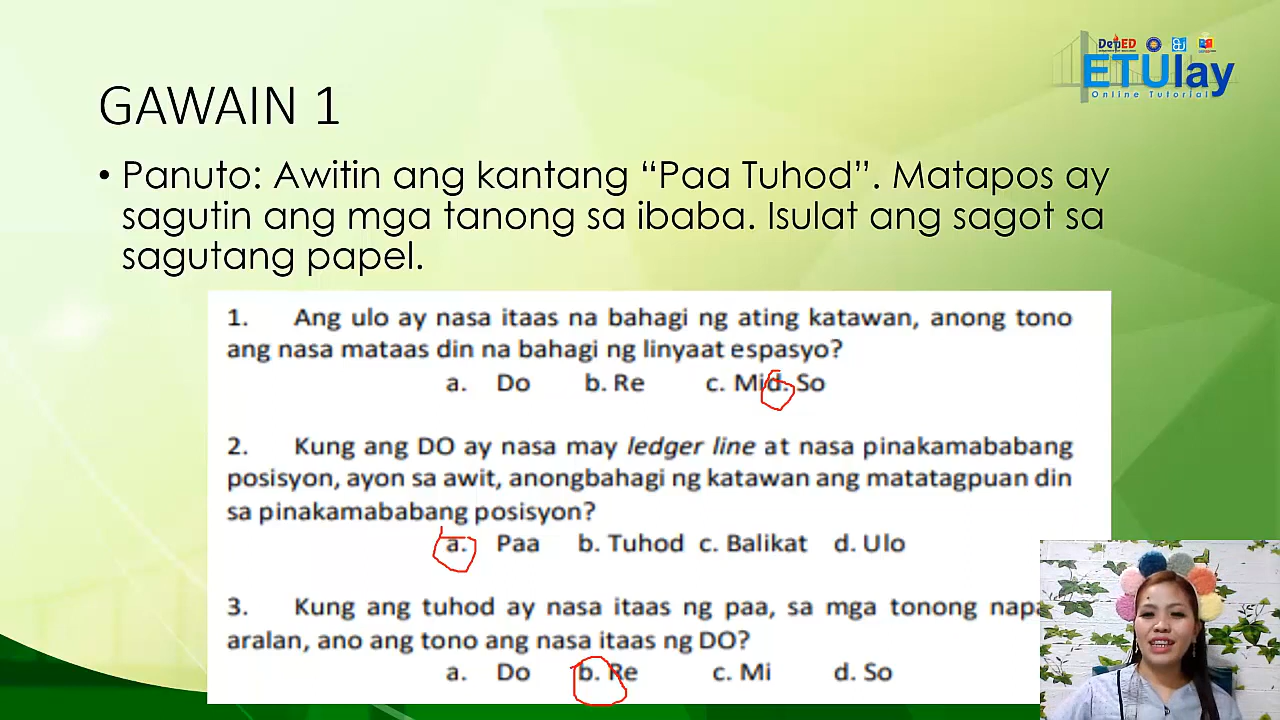 DepED
ETUlay
Online Tutorial
GAWAIN 1
• Panuto: Awitin ang kantang “Paa Tuhod”. Matapos ay
sagutin ang mga tanong sa ibaba. Isulat ang sagot sa
sagutang papel.
1. Ang ulo ay nasa itaas na bahagi ng ating katawan, anong tono
ang nasa mataas din na bahagi ng linyaat espasyo?
a. Do b. Re c. Mid. So
2. Kung ang DO ay nasa may ledger line at nasa pinakamababang
posisyon, ayon sa awit, anongbahagi ng katawan ang matatagpuan din
sa pinakamababang posisyon?
a. Paa b. Tuhod c. Balikat d. Ulo
3. Kung ang tuhod ay nasa itaas ng paa, sa mga tonong napa
aralan, ano ang tono ang nasa itaas ng DO?
a. Do b. Re c. Mi d. So